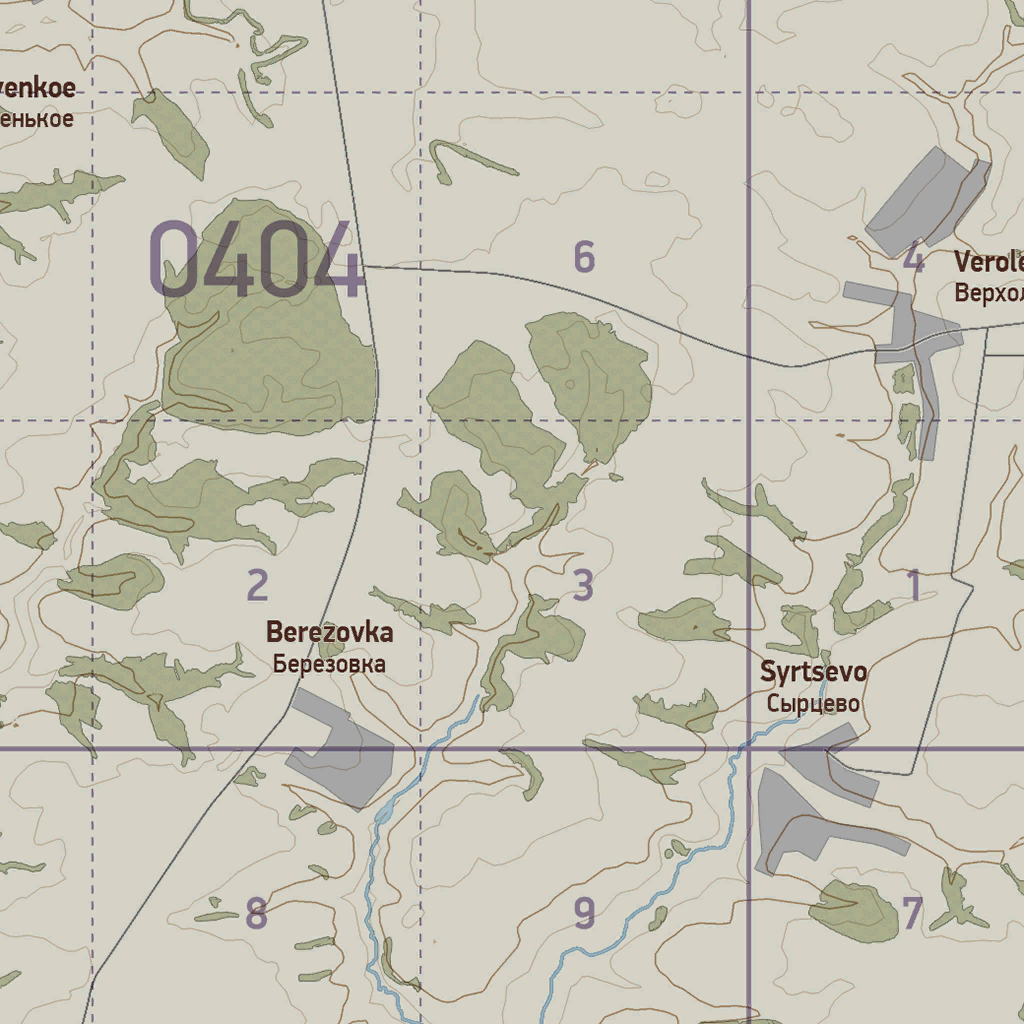 venkoe
енькое
0404
6
4
Verole
Верхол
2
3
1
Berezovka
Березовка
Syrtsevo
Сырцево
8
9
7